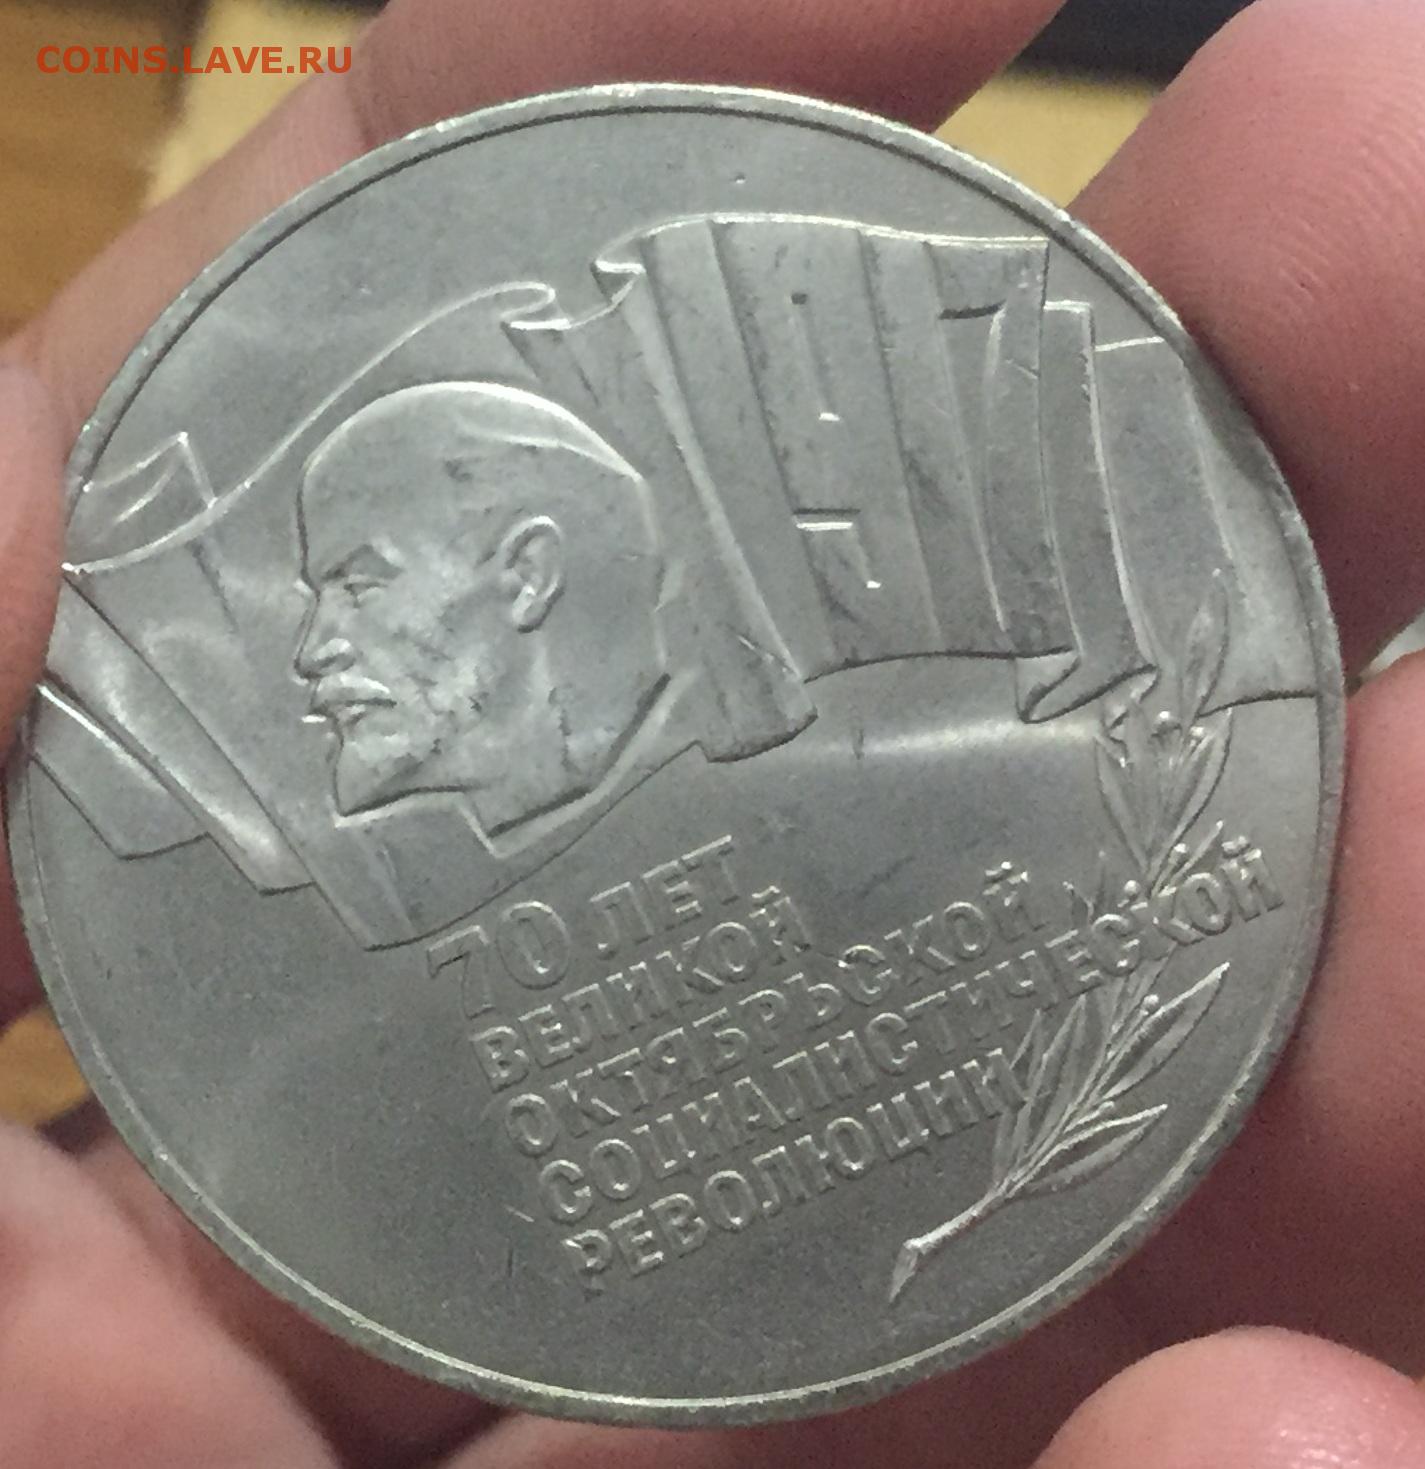 COINS.LAVE.RU
1917
70 ЛЕТ
ВЕЛИКОЙ
ОКТЯБРЬСКОЙ
СОЦИАЛИСТИЧЕСКОЙ
РЕВОЛЮЦИИ